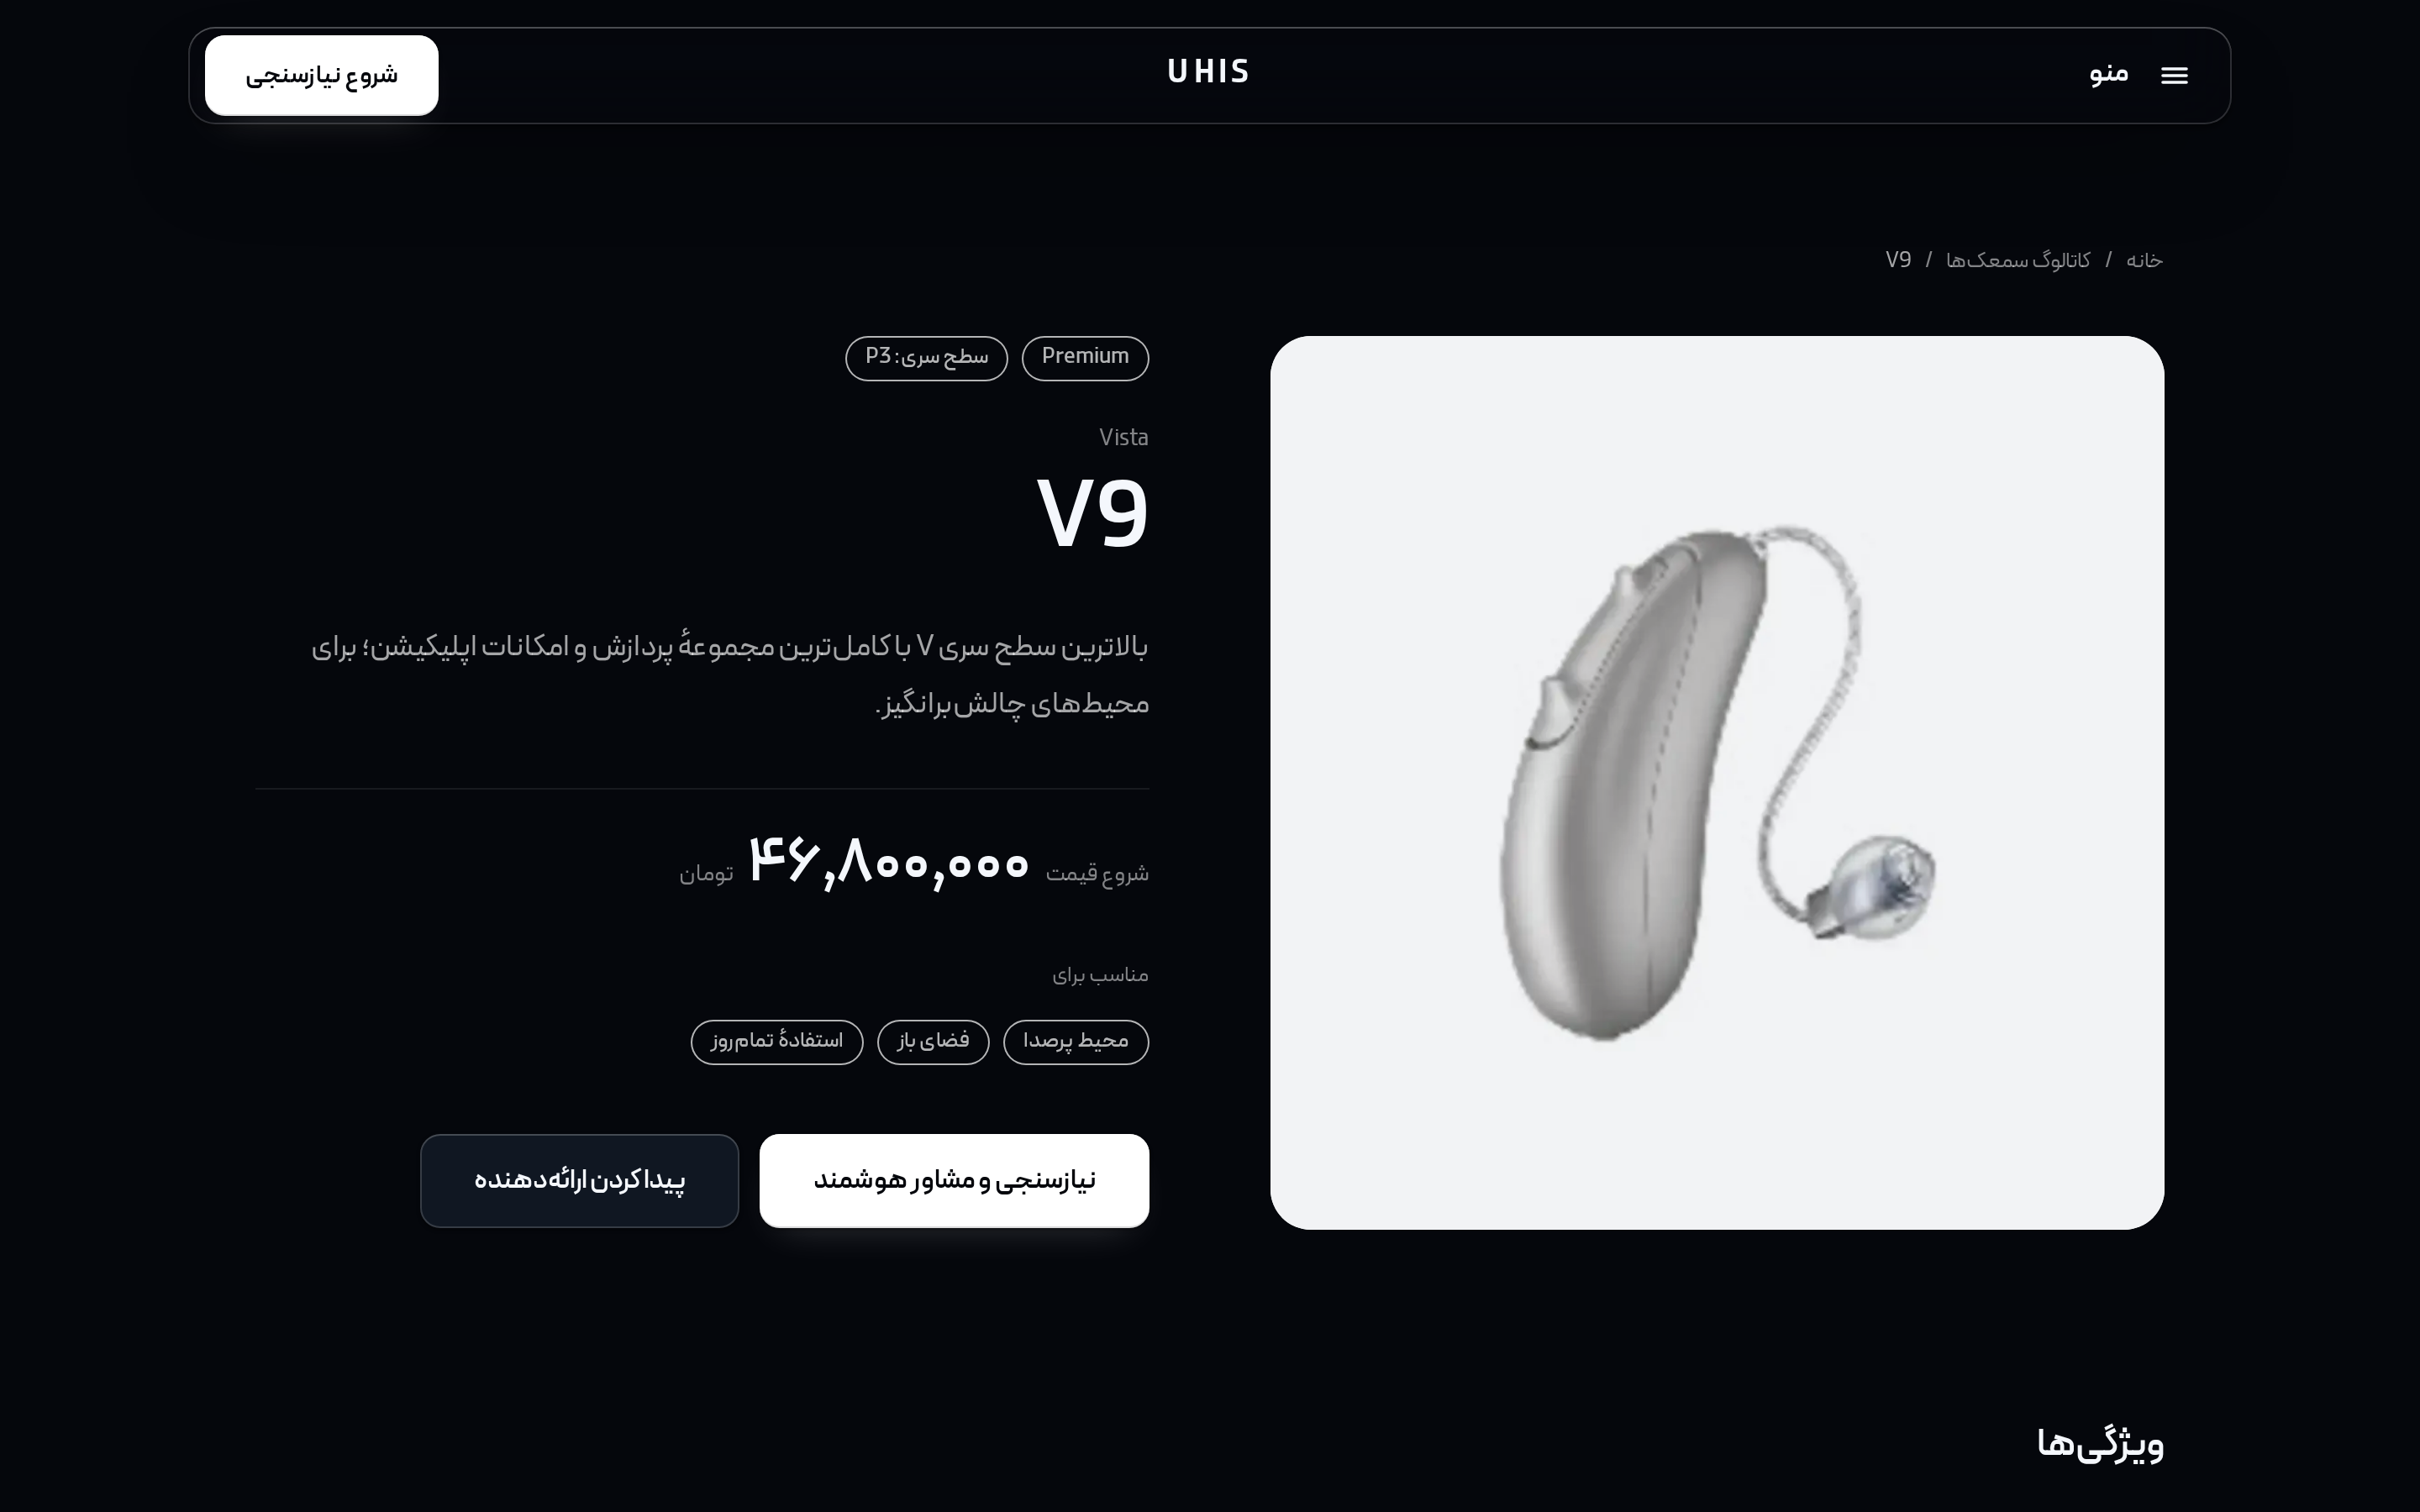 منو
UHIS
شروع نیازسنجی
خانه / کاتالوگ سمعک‌ها / V9
Premium
سطح سری: P3
Vista
V9
بالاترین سطح سری V با کامل‌ترین مجموعهٔ پردازش و امکانات اپلیکیشن؛ برای
محیط‌های چالش‌برانگیز.
شروع قیمت ۴۶,۸۰۰,۰۰۰ تومان
مناسب برای
محیط پرصدا
فضای باز
استفادهٔ تمام‌روز
نیازسنجی و مشاور هوشمند
پیدا کردن ارائه‌دهنده
ویژگی‌ها